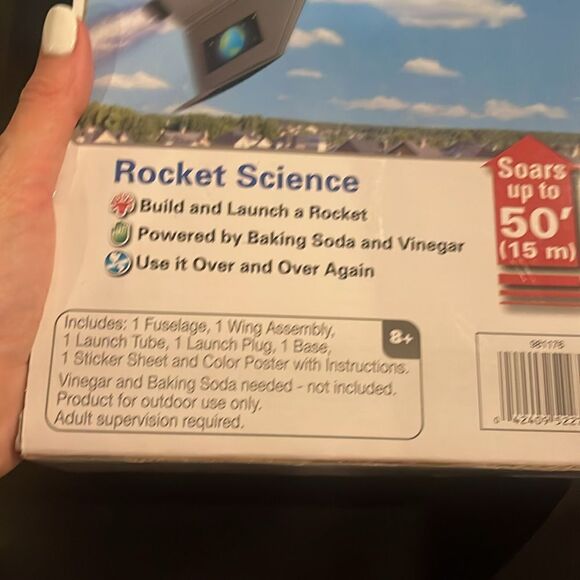 Rocket Science
Build and Launch a Rocket
Powered by Baking Soda and Vinegar
Use it Over and Over Again
Soars
up to
50'
(15 m)
Includes: 1 Fuselage, 1 Wing Assembly,
1 Launch Tube, 1 Launch Plug, 1 Base,
1 Sticker Sheet and Color Poster with Instructions.
Vinegar and Baking Soda needed - not included.
Product for outdoor use only.
Adult supervision required.
8+
981176